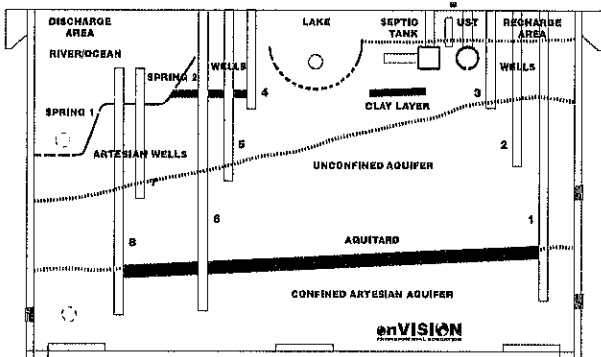 DISCHARGE AREA
LAKE
SEPTIC TANK
UST
RECHARGE AREA
RIVER/OCEAN
SPRING 2
WELLS
WELLS
4
CLAY LAYER
3
SPRING 1
ARTESIAN WELLS
5
2
UNCONFINED AQUIFER
7
6
1
8
AQUITARD
CONFINED ARTESIAN AQUIFER
enVISION